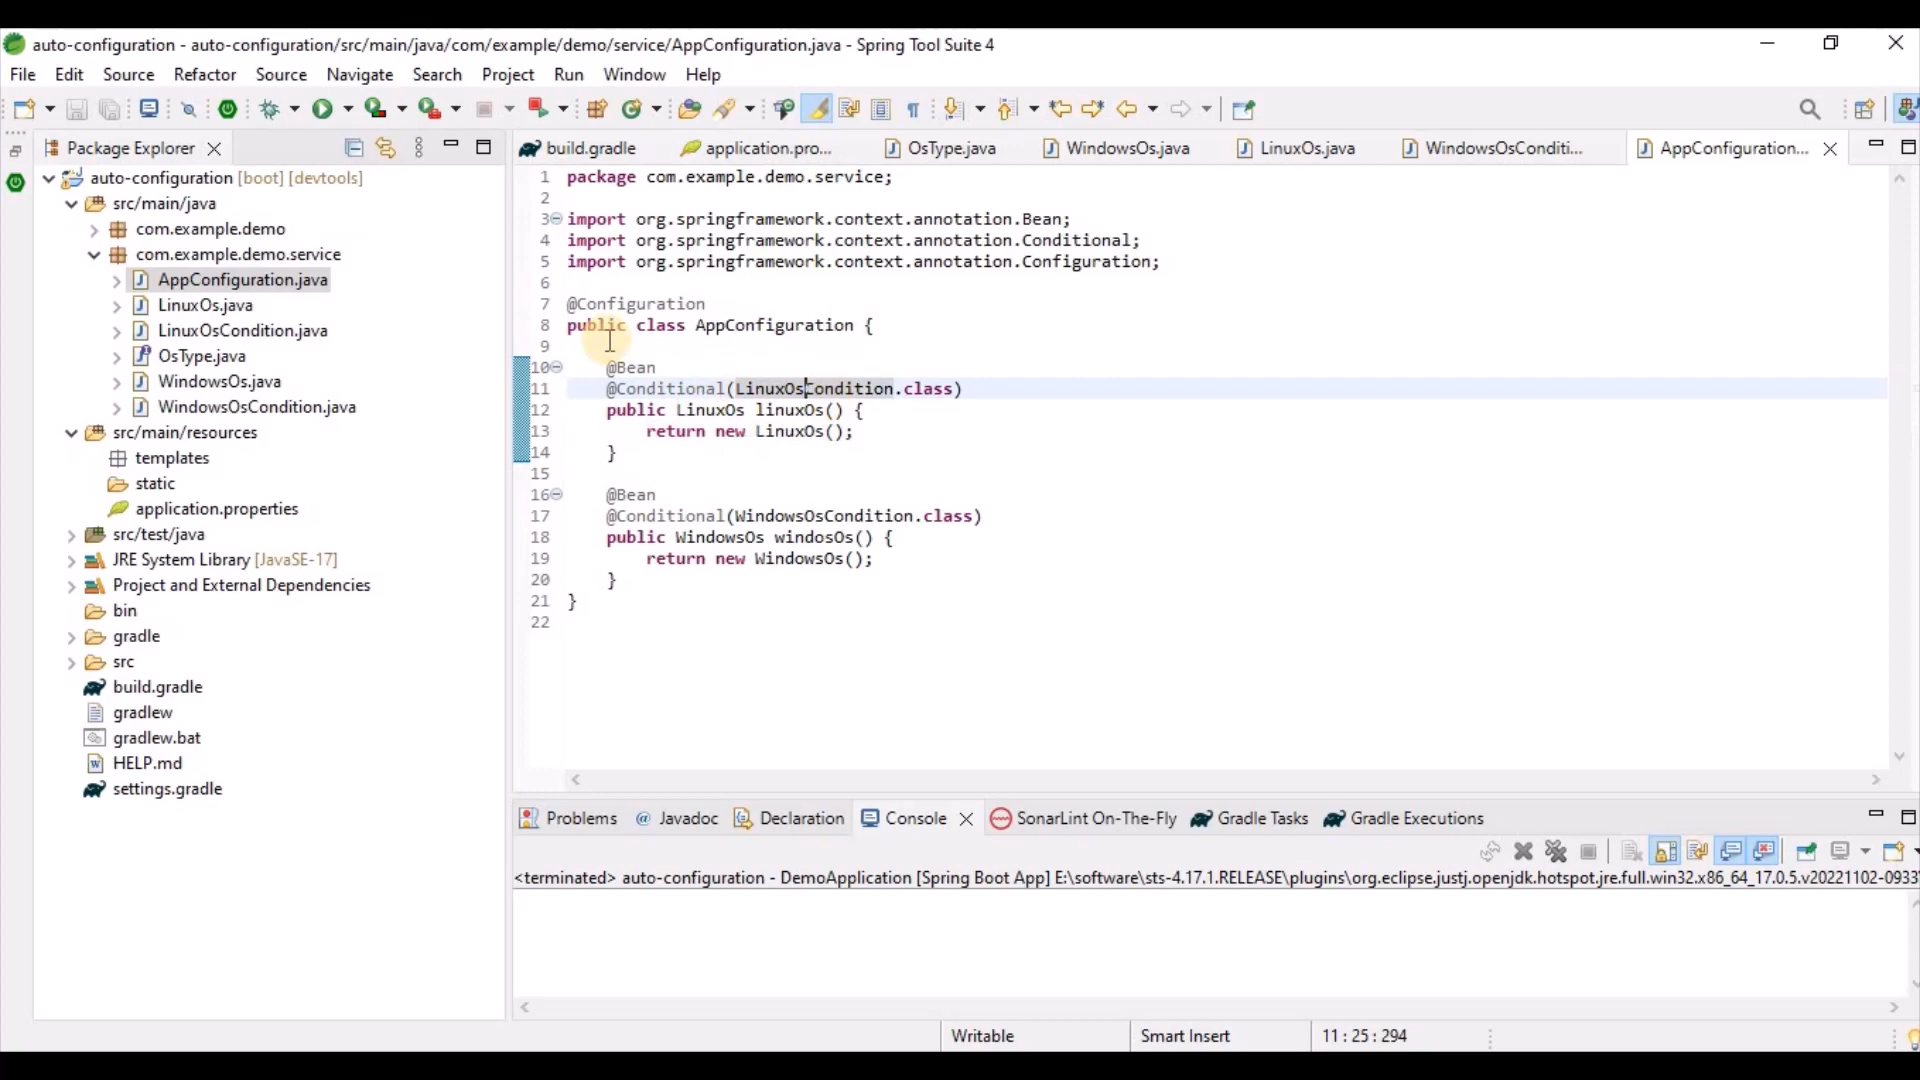 auto-configuration - auto-configuration/src/main/java/com/example/demo/service/AppConfiguration.java - Spring Tool Suite 4
File Edit Source Refactor Source Navigate Search Project Run Window Help
Package Explorer
auto-configuration [boot] [devtools]
src/main/java
com.example.demo
com.example.demo.service
AppConfiguration.java
LinuxOs.java
LinuxOsCondition.java
OsType.java
WindowsOs.java
WindowsOsCondition.java
src/main/resources
templates
static
application.properties
src/test/java
JRE System Library [JavaSE-17]
Project and External Dependencies
bin
gradle
src
build.gradle
gradlew
gradlew.bat
HELP.md
settings.gradle
build.gradle application.pro... OsType.java WindowsOs.java LinuxOs.java WindowsOsConditi... AppConfiguration...
1 package com.example.demo.service;
2
3 import org.springframework.context.annotation.Bean;
4 import org.springframework.context.annotation.Conditional;
5 import org.springframework.context.annotation.Configuration;
6
7 @Configuration
8 public class AppConfiguration {
9
10 @Bean
11 @Conditional(LinuxOsCondition.class)
12 public LinuxOs linuxOs() {
13 return new LinuxOs();
14 }
15
16 @Bean
17 @Conditional(WindowsOsCondition.class)
18 public WindowsOs windosOs() {
19 return new WindowsOs();
20 }
21 }
22
Problems @ Javadoc Declaration Console SonarLint On-The-Fly Gradle Tasks Gradle Executions
<terminated> auto-configuration - DemoApplication [Spring Boot App] E:\software\sts-4.17.1.RELEASE\plugins\org.eclipse.justj.openjdk.hotspot.jre.full.win32.x86_64_17.0.5.v20221102-0933
Writable Smart Insert 11 : 25 : 294